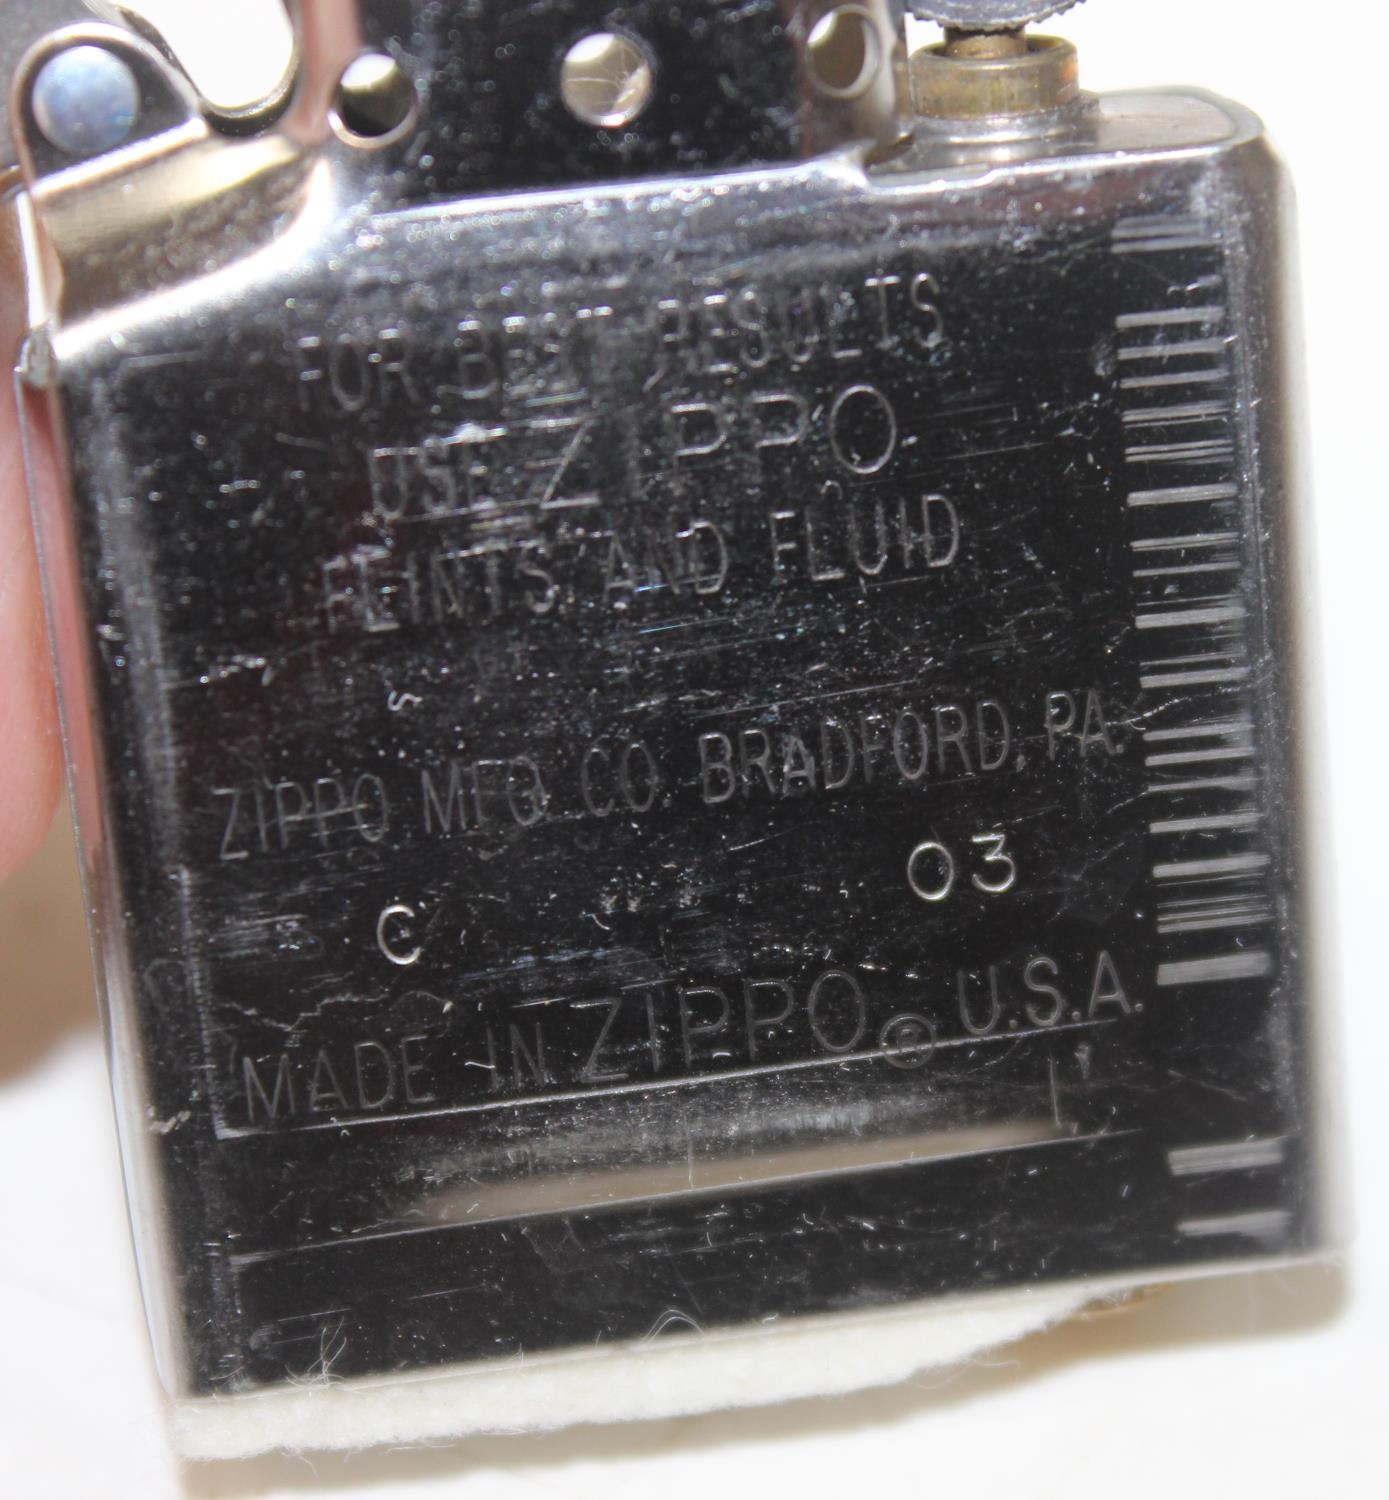 FOR BEST RESULTS
USE ZIPPO
FLINTS AND FLUID
ZIPPO MFG CO. BRADFORD, PA.
C 03
MADE IN ZIPPO ® U.S.A.